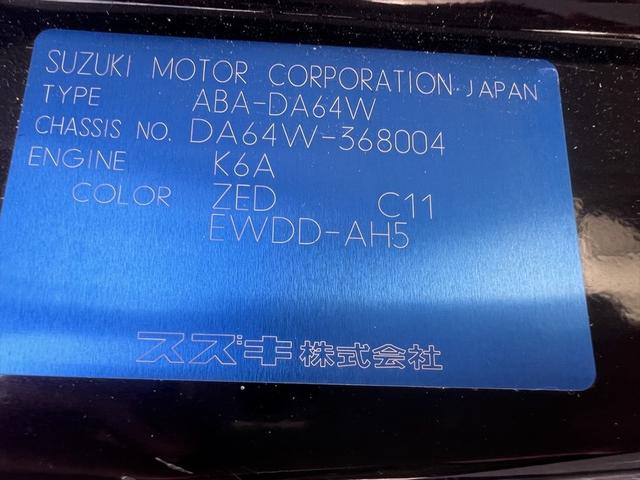 SUZUKI MOTOR CORPORATION JAPAN
TYPE ABA-DA64W
CHASSIS NO. DA64W-368004
ENGINE K6A
COLOR ZED C11
EWDD-AH5
スズキ株式会社